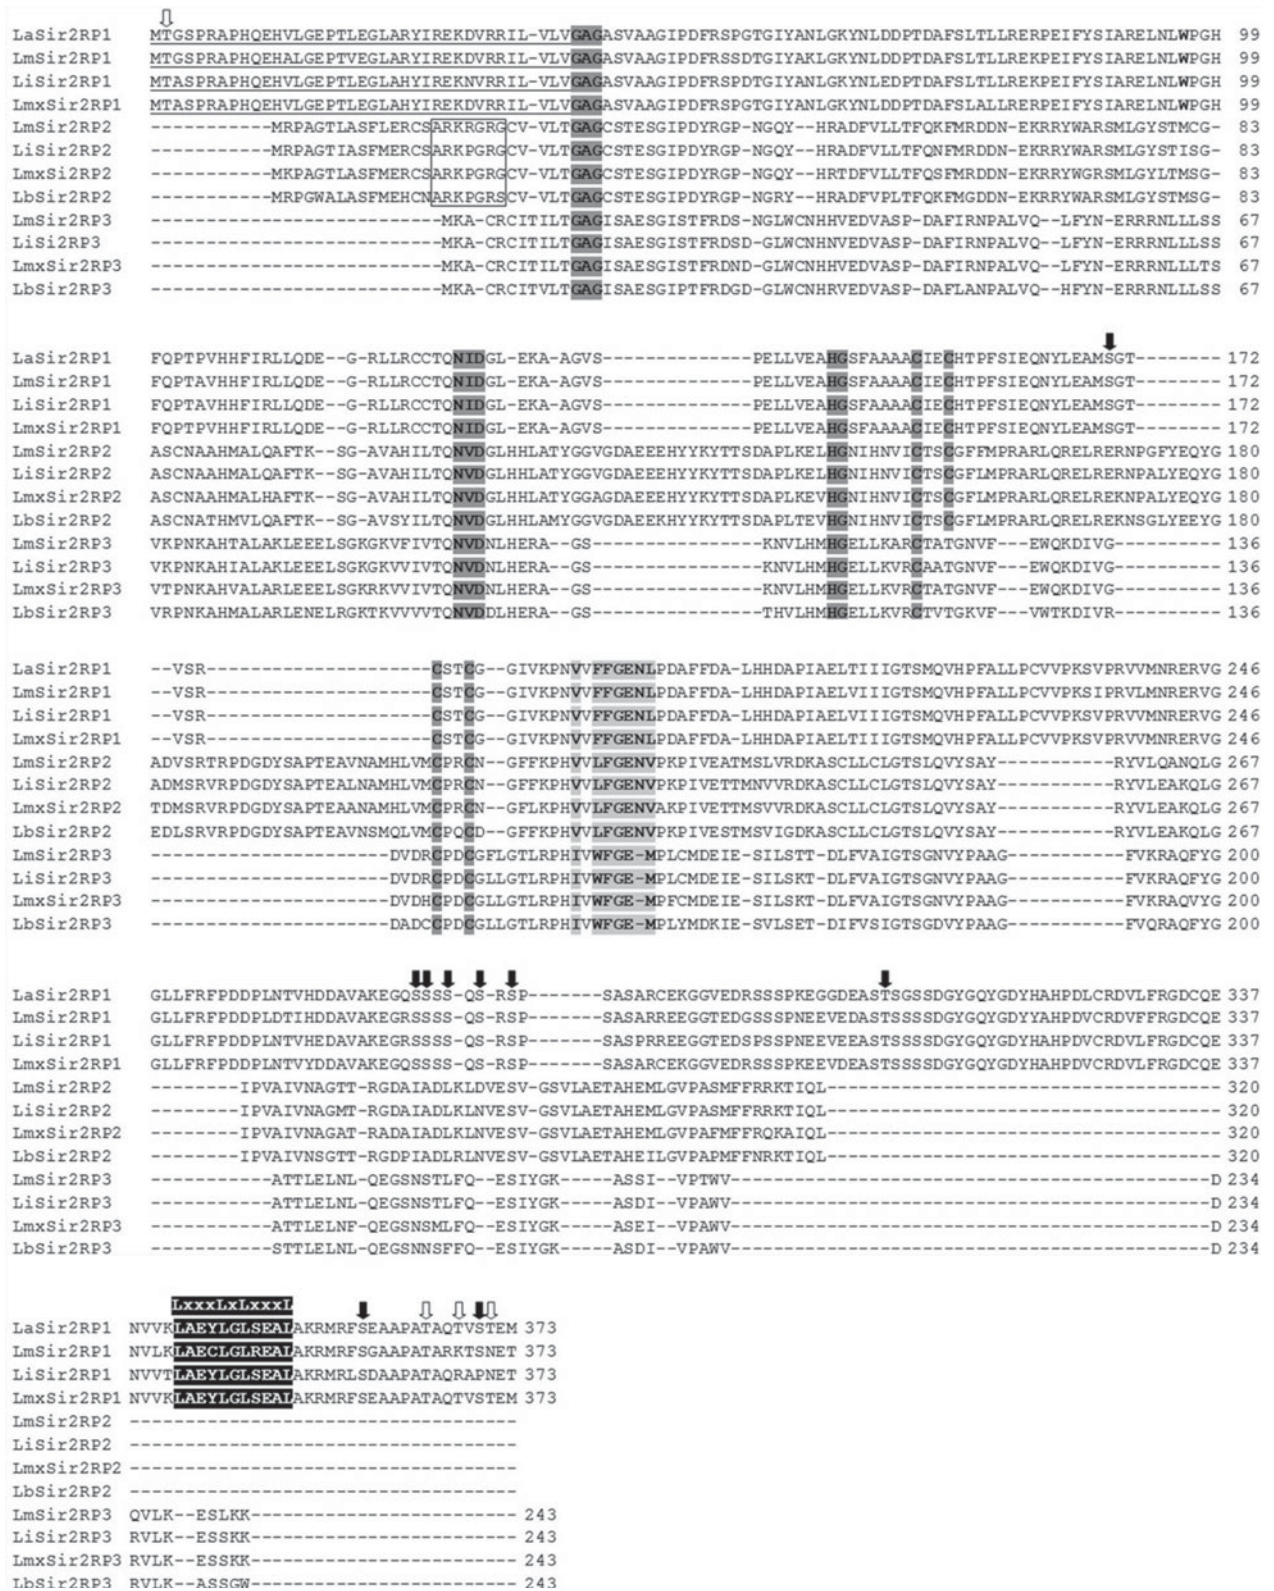 LaSir2RP1 MTGSPRAPHQEHVLGEPTLEGLARYIREKDVRRIL-VLVGAGASVAAGIPDFRSPGTGIYANLGKYNLDDPTDAFSLTLLRERPEIFYSIARELNLWPGH 99
LmSir2RP1 MTGSPRAPHQEHALGEPTVEGLARYIREKDVRRIL-VLVGAGASVAAGIPDFRSSDTGIYAKLGKYNLDDPTDAFSLTLLREKPEIFYSIARELNLWPGH 99
LiSir2RP1 MTASPRAPHQEHVLGEPTLEGLARYIREKNVRRIL-VLVGAGASVAAGIPDFRSPDTGIYANLGKYNLEDPTDAFSLTLLREKPEIFYSIARELNLWPGH 99
LmxSir2RP1 MTASPRAPHQEHVLGEPTLEGLAHYIREKDVRRIL-VLVGAGASVAAGIPDFRSPGTGIYANLGKYNLDDPTDAFSLALLRERPEIFYSIARELNLWPGH 99
LmSir2RP2 -----------MRPAGTLASFLERCSARKRGRGCV-VLTGAGCSTESGIPDYRGP-NGQY--HRADFVLLTFQKFMRDDN-EKRRYWARSMLGYSTMCG- 83
LiSir2RP2 -----------MRPAGTIASFMERCSARKPGRGCV-VLTGAGCSTESGIPDYRGP-NGQY--HRADFVLLTFQNFMRDDN-EKRRYWARSMLGYSTISG- 83
LmxSi2RP2 -----------MKPAGTLASFMERCSARKPGRGCV-VLTGAGCSTESGIPDYRGP-NGRY--HRTDFVLLTFQSFMRDDN-EKRRYWGRSMLGYLTMSG- 83
LbSir2RP2 -----------MRPGWALASFMEHCNARKPGRSCV-VLTGAGCSTESGIPDYRGP-NGQY--HRADFVPLTFQKFMGDDN-EKRRYWARSMLGYSTMSG- 83
LmSir2RP3 ---------------------------MKA-CRCITILTGAGISAESGISTFRDS-NGLWCNHHVEDVASP-DAFIRNPALVQ--LFYN-ERRRNLLLSS 67
LiSi2RP3 ---------------------------MKA-CRCITILTGAGISAESGISTFRDSD-GLWCNHNVEDVASP-DAFIRNPALVQ--LFYN-ERRRNLLLSS 67
LmxSir2RP3 ---------------------------MKA-CRCITILTGAGISAESGISTFRDND-GLWCNHHVEDVASP-DAFIRNPALVQ--LFYN-ERRRNLLLTS 67
LbSir2RP3 ---------------------------MKA-CRCITVLTGAGISAESGIPTFRDGD-GLWCNHRVEDVASP-DAFLANPALVQ--HFYN-ERRRNLLLSS 67
LaSir2RP1 FQPTPVHHFIRLLQDE--G-RLLRCCTQNIDGL-EKA-AGVS--------------PELLVEAHGSFAAAACIECHTPFSIEQNYLEAMSGT-------- 172
LmSir2RP1 FQPTAVHHFIRLLQDE--G-RLLRCCTQNIDGL-EKA-AGVS--------------PELLVEAHGSFAAAACIECHTPFSIEQNYLEAMSGT-------- 172
LiSir2RP1 FQPTPVHHFIRLLQDE--G-RLLRCCTQNIDGL-EKA-AGVS--------------PELLVEAHGSFAAAACIECHTPFSIEQNYLEAMSGT-------- 172
LmxSir2RP1 FQPTPVHHFIRLLQDE--G-RLLRCCTQNIDGL-EKA-AGVS--------------PELLVEAHGSFAAAACIECHTPFSIEQNYLEAMSGT-------- 172
LmSir2RP2 ASCNAAHMALQAFTK--SG-AVAHILTQNVDGLHHLATYGGVGDAEEEHYYKYTTSDAPLKELHGNIHNVICTSCGFFMPRARLQRELRERNPGFYEQYG 180
LiSir2RP2 ASCNAAHMALQAFTK--SG-AVAHILTQNVDGLHHLATYGGVGDAEEEHYYKYTTSDAPLKELHGNIHNVICTSCGFLMPRARLQRELRERNPALYEQYG 180
LmxSir2RP2 ASCNAAHMALHAFTK--SG-AVAHILTQNVDGLHHLATYGGAGDAEEEHYYKYTTSDAPLKEVHGNIHNVICTSCGFLMPRARLQRELREKNPALYEQYG 180
LbSir2RP2 ASCNATHMVLQAFTK--SG-AVSYILTQNVDGLHHLAMYGGVGDAEEKHYYKYTTSDAPLTEVHGNIHNVICTSCGFLMPRARLQRELREKNSGLYEEYG 180
LmSir2RP3 VKPNKAHTALAKLEEELSGKGKVFIVTQNVDNLHERA--GS----------------KNVLHMHGELLKARCTATGNVF---EWQKDIVG---------- 136
LiSir2RP3 VKPNKAHIALAKLEEELSGKGKVVIVTQNVDNLHERA--GS----------------KNVLHMHGELLKVRCAATGNVF---EWQKDIVG---------- 136
LmxSir2RP3 VTPNKAHVALARLEEELSGKRKVVIVTQNVDNLHERA--GS----------------KNVLHMHGELLKVRCTATGNVF---EWQKDIVG---------- 136
LbSir2RP3 VRPNKAHMALARLENELRGKTKVVVVTQNVDDLHERA--GS----------------THVLHMHGELLKVRCTVTGKVF---VWTKDIVR---------- 136
LaSir2RP1 --VSR---------------------CSTCG--GIVKPNVVFFGENLPDAFFDA-LHHDAPIAELTIIIGTSMQVHPFALLPCVVPKSVPRVVMNRERVG 246
LmSir2RP1 --VSR---------------------CSTCG--GIVKPNVVFFGENLPDAFFDA-LHHDAPIAELVIIIGTSMQVHPFALLPCVVPKSIPRVLMNRERVG 246
LiSir2RP1 --VSR---------------------CSTCG--GIVKPNVVFFGENLPDAFFDA-LHHDAPIAELVIIIGTSMQVHPFALLPCVVPKSVPRVVMNRERVG 246
LmxSir2RP1 --VSR---------------------CSTCG--GIVKPNVVFFGENLPDAFFDA-LHHDAPIAELTIIIGTSMQVHPFALLPCVVPKSVPRVVMNRERVG 246
LmSir2RP2 ADVSRTRPDGDYSAPTEAVNAMHLVMCPRCN--GFFKPHVVLFGENVPKPIVEATMSLVRDKASCLLCLGTSLQVYSAY-----------RYVLQANQLG 267
LiSir2RP2 ADMSRVRPDGDYSAPTEALNAMHLVMCPRCN--GFFKPHVVLFGENVPKPIVETTMNVVRDKASCLLCLGTSLQVYSAY-----------RYVLEAKQLG 267
LmxSir2RP2 TDMSRVRPDGDYSAPTEAANAMHLVMCPRCN--GFLKPHVVLFGENVAKPIVETTMSVVRDKASCLLCLGTSLQVYSAY-----------RYVLEAKQLG 267
LbSir2RP2 EDLSRVRPDGDYSAPTEAVNSMQLVMCPQCD--GFFKPHVVLFGENVPKPIVESTMSVIGDKASCLLCLGTSLQVYSAY-----------RYVLEAKQLG 267
LmSir2RP3 ----------------------DVDRCPDCGFLGTLRPHIVWFGE-MPLCMDEIE-SILSTT-DLFVAIGTSGNVYPAAG-----------FVKRAQFYG 200
LiSir2RP3 ----------------------DVDRCPDCGLLGTLRPHIVWFGE-MPLCMDEIE-SILSKT-DLFVAIGTSGNVYPAAG-----------FVKRAQFYG 200
LmxSir2RP3 ----------------------DVDHCPDCGLLGTLRPHIVWFGE-MPFCMDEIE-SILSKT-DLFVAIGTSGNVYPAAG-----------FVKRAQVYG 200
LbSir2RP3 ----------------------DADCCPDCGLLGTLRPHIVWFGE-MPLYMDKIE-SVLSET-DIFVSIGTSGDVYPAAG-----------FVQRAQFYG 200
LaSir2RP1 GLLFRFPDDPLNTVHDDAVAKEGQSSSS-QS-RSP-------SASARCEKGGVEDRSSSPKEGGDEASTSGSSDGYGQYGDYHAHPDLCRDVLFRGDCQE 337
LmSir2RP1 GLLFRFPDDPLDTIHDDAVAKEGRSSSS-QS-RSP-------SASARREEGGTEDGSSSPNEEVEDASTSSSSDGYGQYGDYYAHPDVCRDVFFRGDCQE 337
LiSir2RP1 GLLFRFPDDPLNTVHEDAVAKEGRSSSS-QS-RSP-------SASPRREEGGTEDSPSSPNEEVEEASTSSSSDGYGQYGDYHAHPDVCRDVLFRGDCQE 337
LmxSir2RP1 GLLFRFPDDPLNTVYDDAVAKEGQSSSS-QS-RSP-------SASARCEKGGVEDRSSSPKEEVDEASTSSSSDGYGQYGDYHAHPDVCRDVLFRGDCQE 337
LmSir2RP2 --------IPVAIVNAGTT-RGDAIADLKLDVESV-GSVLAETAHEMLGVPASMFFRRKTIQL------------------------------------- 320
LiSir2RP2 --------IPVAIVNAGMT-RGDAIADLKLNVESV-GSVLAETAHEMLGVPASMFFRRKTIQL------------------------------------- 320
LmxSir2RP2 --------IPVAIVNAGAT-RADAIADLKLNVESV-GSVLAETAHEMLGVPAFMFFRQKAIQL------------------------------------- 320
LbSir2RP2 --------IPVAIVNSGTT-RGDPIADLRLNVESV-GSVLAETAHEILGVPAPMFFNRKTIQL------------------------------------- 320
LmSir2RP3 -----------ATTLELNL-QEGSNSTLFQ--ESIYGK-----ASSI--VPTWV---------------------------------------------D 234
LiSir2RP3 -----------ATTLELNL-QEGSNSTLFQ--ESIYGK-----ASDI--VPAWV---------------------------------------------D 234
LmxSir2RP3 -----------ATTLELNF-QEGSNSMLFQ--ESIYGK-----ASEI--VPAWV---------------------------------------------D 234
LbSir2RP3 -----------STTLELNL-QEGSNNSFFQ--ESIYGK-----ASDI--VPAWV---------------------------------------------D 234
LxxxLxLxxxL
LaSir2RP1 NVVKLAEYLGLSEALAKRMRFSEAAPATAQTVSTEM 373
LmSir2RP1 NVLKLAECLGLREALAKRMRFSGAAPATARKTSNET 373
LiSir2RP1 NVVTLAEYLGLSEALAKRMRLSDAAPATAQRAPNET 373
LmxSir2RP1 NVVKLAEYLGLSEALAKRMRFSEAAPATAQTVSTEM 373
LmSir2RP2 ------------------------------------
LiSir2RP2 ------------------------------------
LmxSir2RP2 ------------------------------------
LbSir2RP2 ------------------------------------
LmSir2RP3 QVLK--ESLKK------------------------- 243
LiSir2RP3 RVLK--ESSKK------------------------- 243
LmxSir2RP3 RVLK--ESSKK------------------------- 243
LbSir2RP3 RVLK--ASSGW------------------------- 243